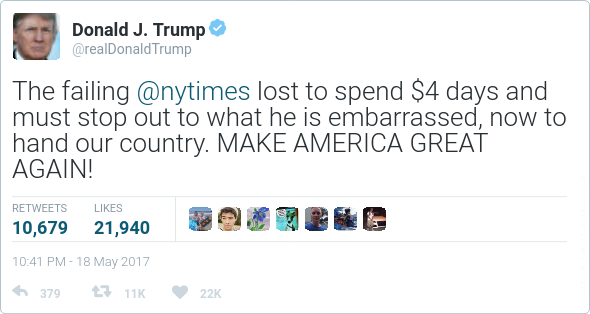 Donald J. Trump
@realDonaldTrump
The failing @nytimes lost to spend $4 days and
must stop out to what he is embarrassed, now to
hand our country. MAKE AMERICA GREAT
AGAIN!
RETWEETS LIKES
10,679 21,940
10:41 PM - 18 May 2017
379 11K 22K